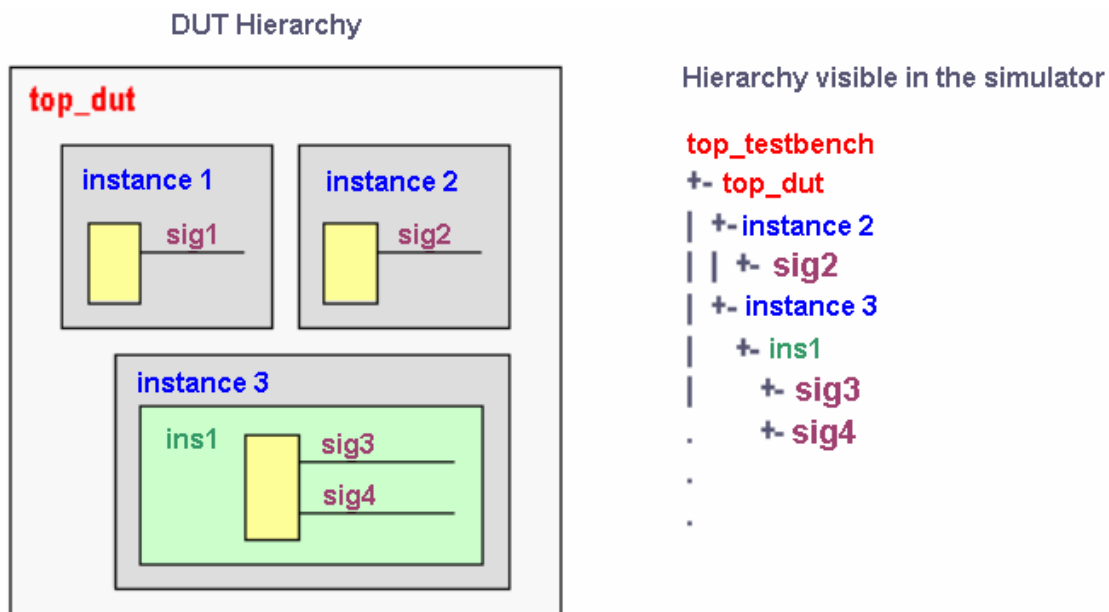 DUT Hierarchy
top_dut
instance 1
sig1
instance 2
sig2
instance 3
ins1
sig3
sig4
Hierarchy visible in the simulator
top_testbench
+- top_dut
| +- instance 2
| | +- sig2
| +- instance 3
| +- ins1
| +- sig3
. +- sig4
.
.